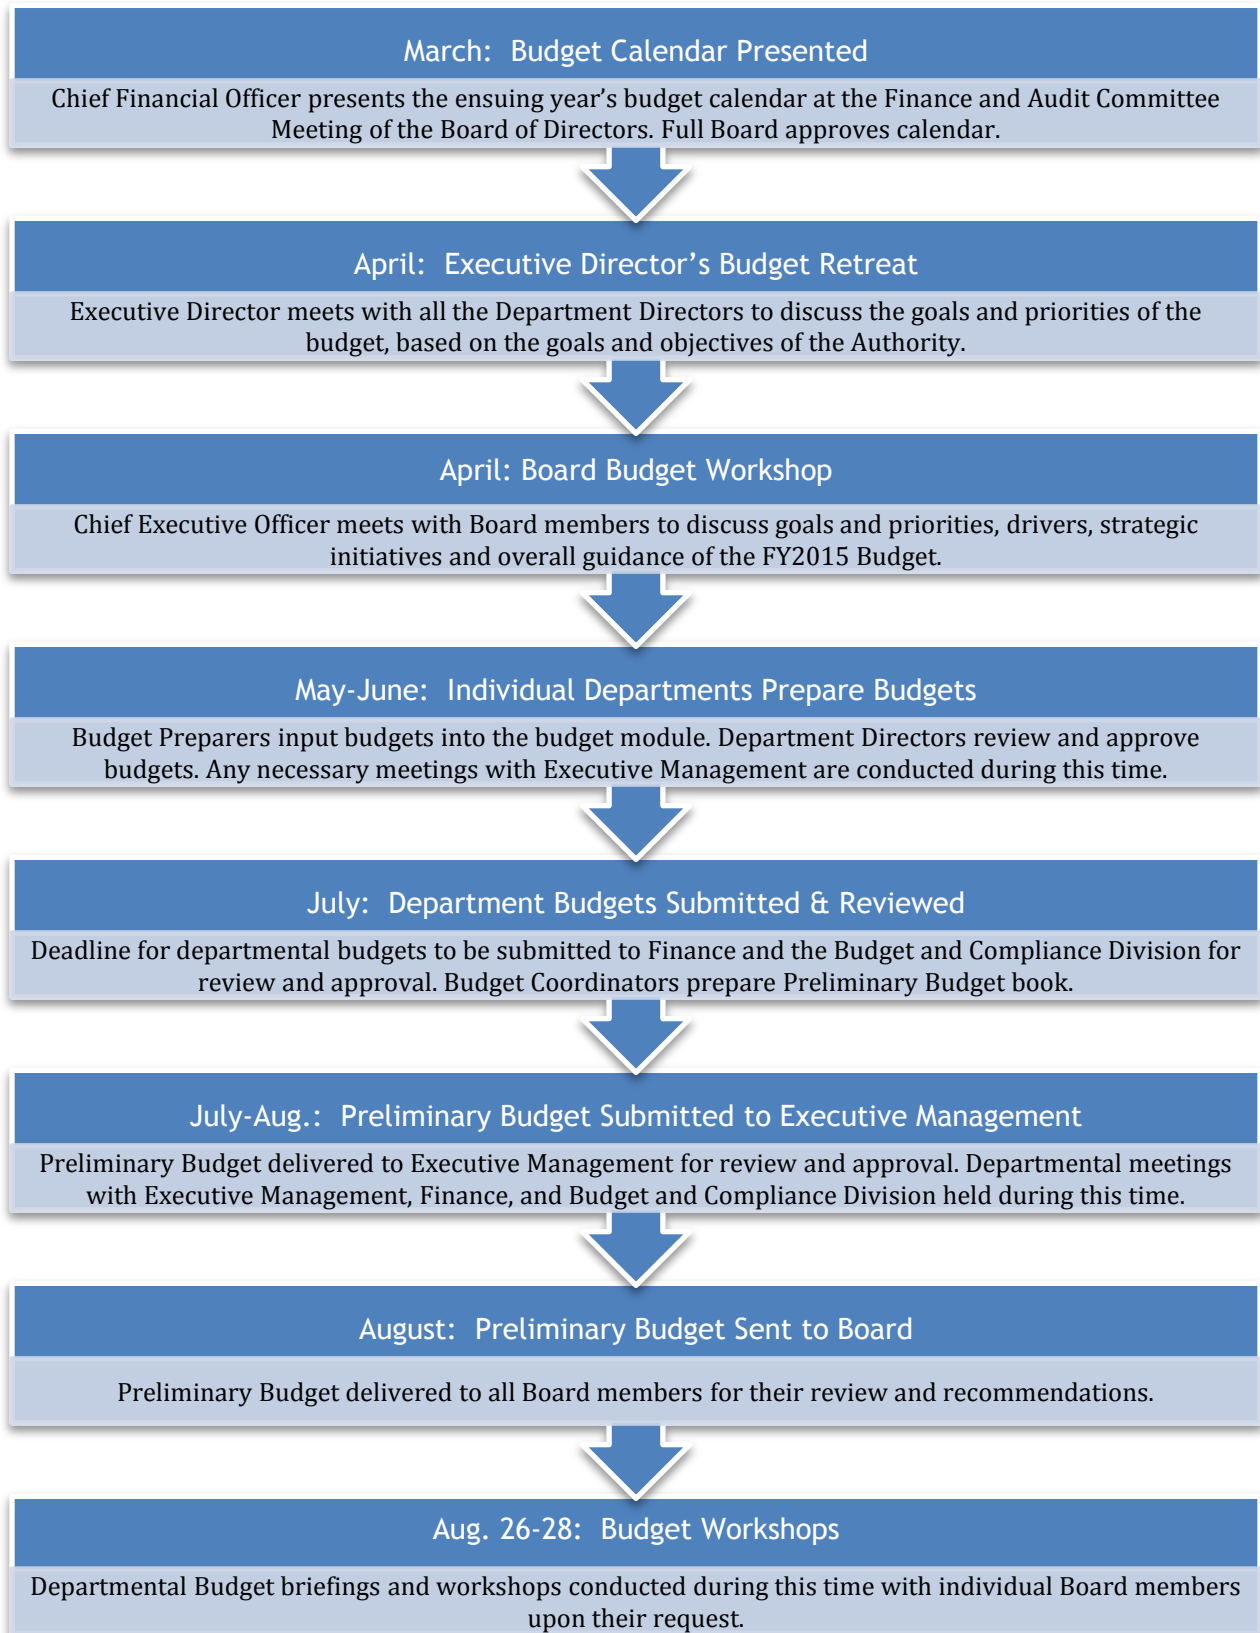 March:  Budget Calendar Presented
Chief Financial Officer presents the ensuing year’s budget calendar at the Finance and Audit Committee
Meeting of the Board of Directors. Full Board approves calendar.
April:  Executive Director’s Budget Retreat
Executive Director meets with all the Department Directors to discuss the goals and priorities of the
budget, based on the goals and objectives of the Authority.
April: Board Budget Workshop
Chief Executive Officer meets with Board members to discuss goals and priorities, drivers, strategic
initiatives and overall guidance of the FY2015 Budget.
May-June:  Individual Departments Prepare Budgets
Budget Preparers input budgets into the budget module. Department Directors review and approve
budgets. Any necessary meetings with Executive Management are conducted during this time.
July:  Department Budgets Submitted & Reviewed
Deadline for departmental budgets to be submitted to Finance and the Budget and Compliance Division for
review and approval. Budget Coordinators prepare Preliminary Budget book.
July-Aug.:  Preliminary Budget Submitted to Executive Management
Preliminary Budget delivered to Executive Management for review and approval. Departmental meetings
with Executive Management, Finance, and Budget and Compliance Division held during this time.
August:  Preliminary Budget Sent to Board
Preliminary Budget delivered to all Board members for their review and recommendations.
Aug. 26-28:  Budget Workshops
Departmental Budget briefings and workshops conducted during this time with individual Board members
upon their request.